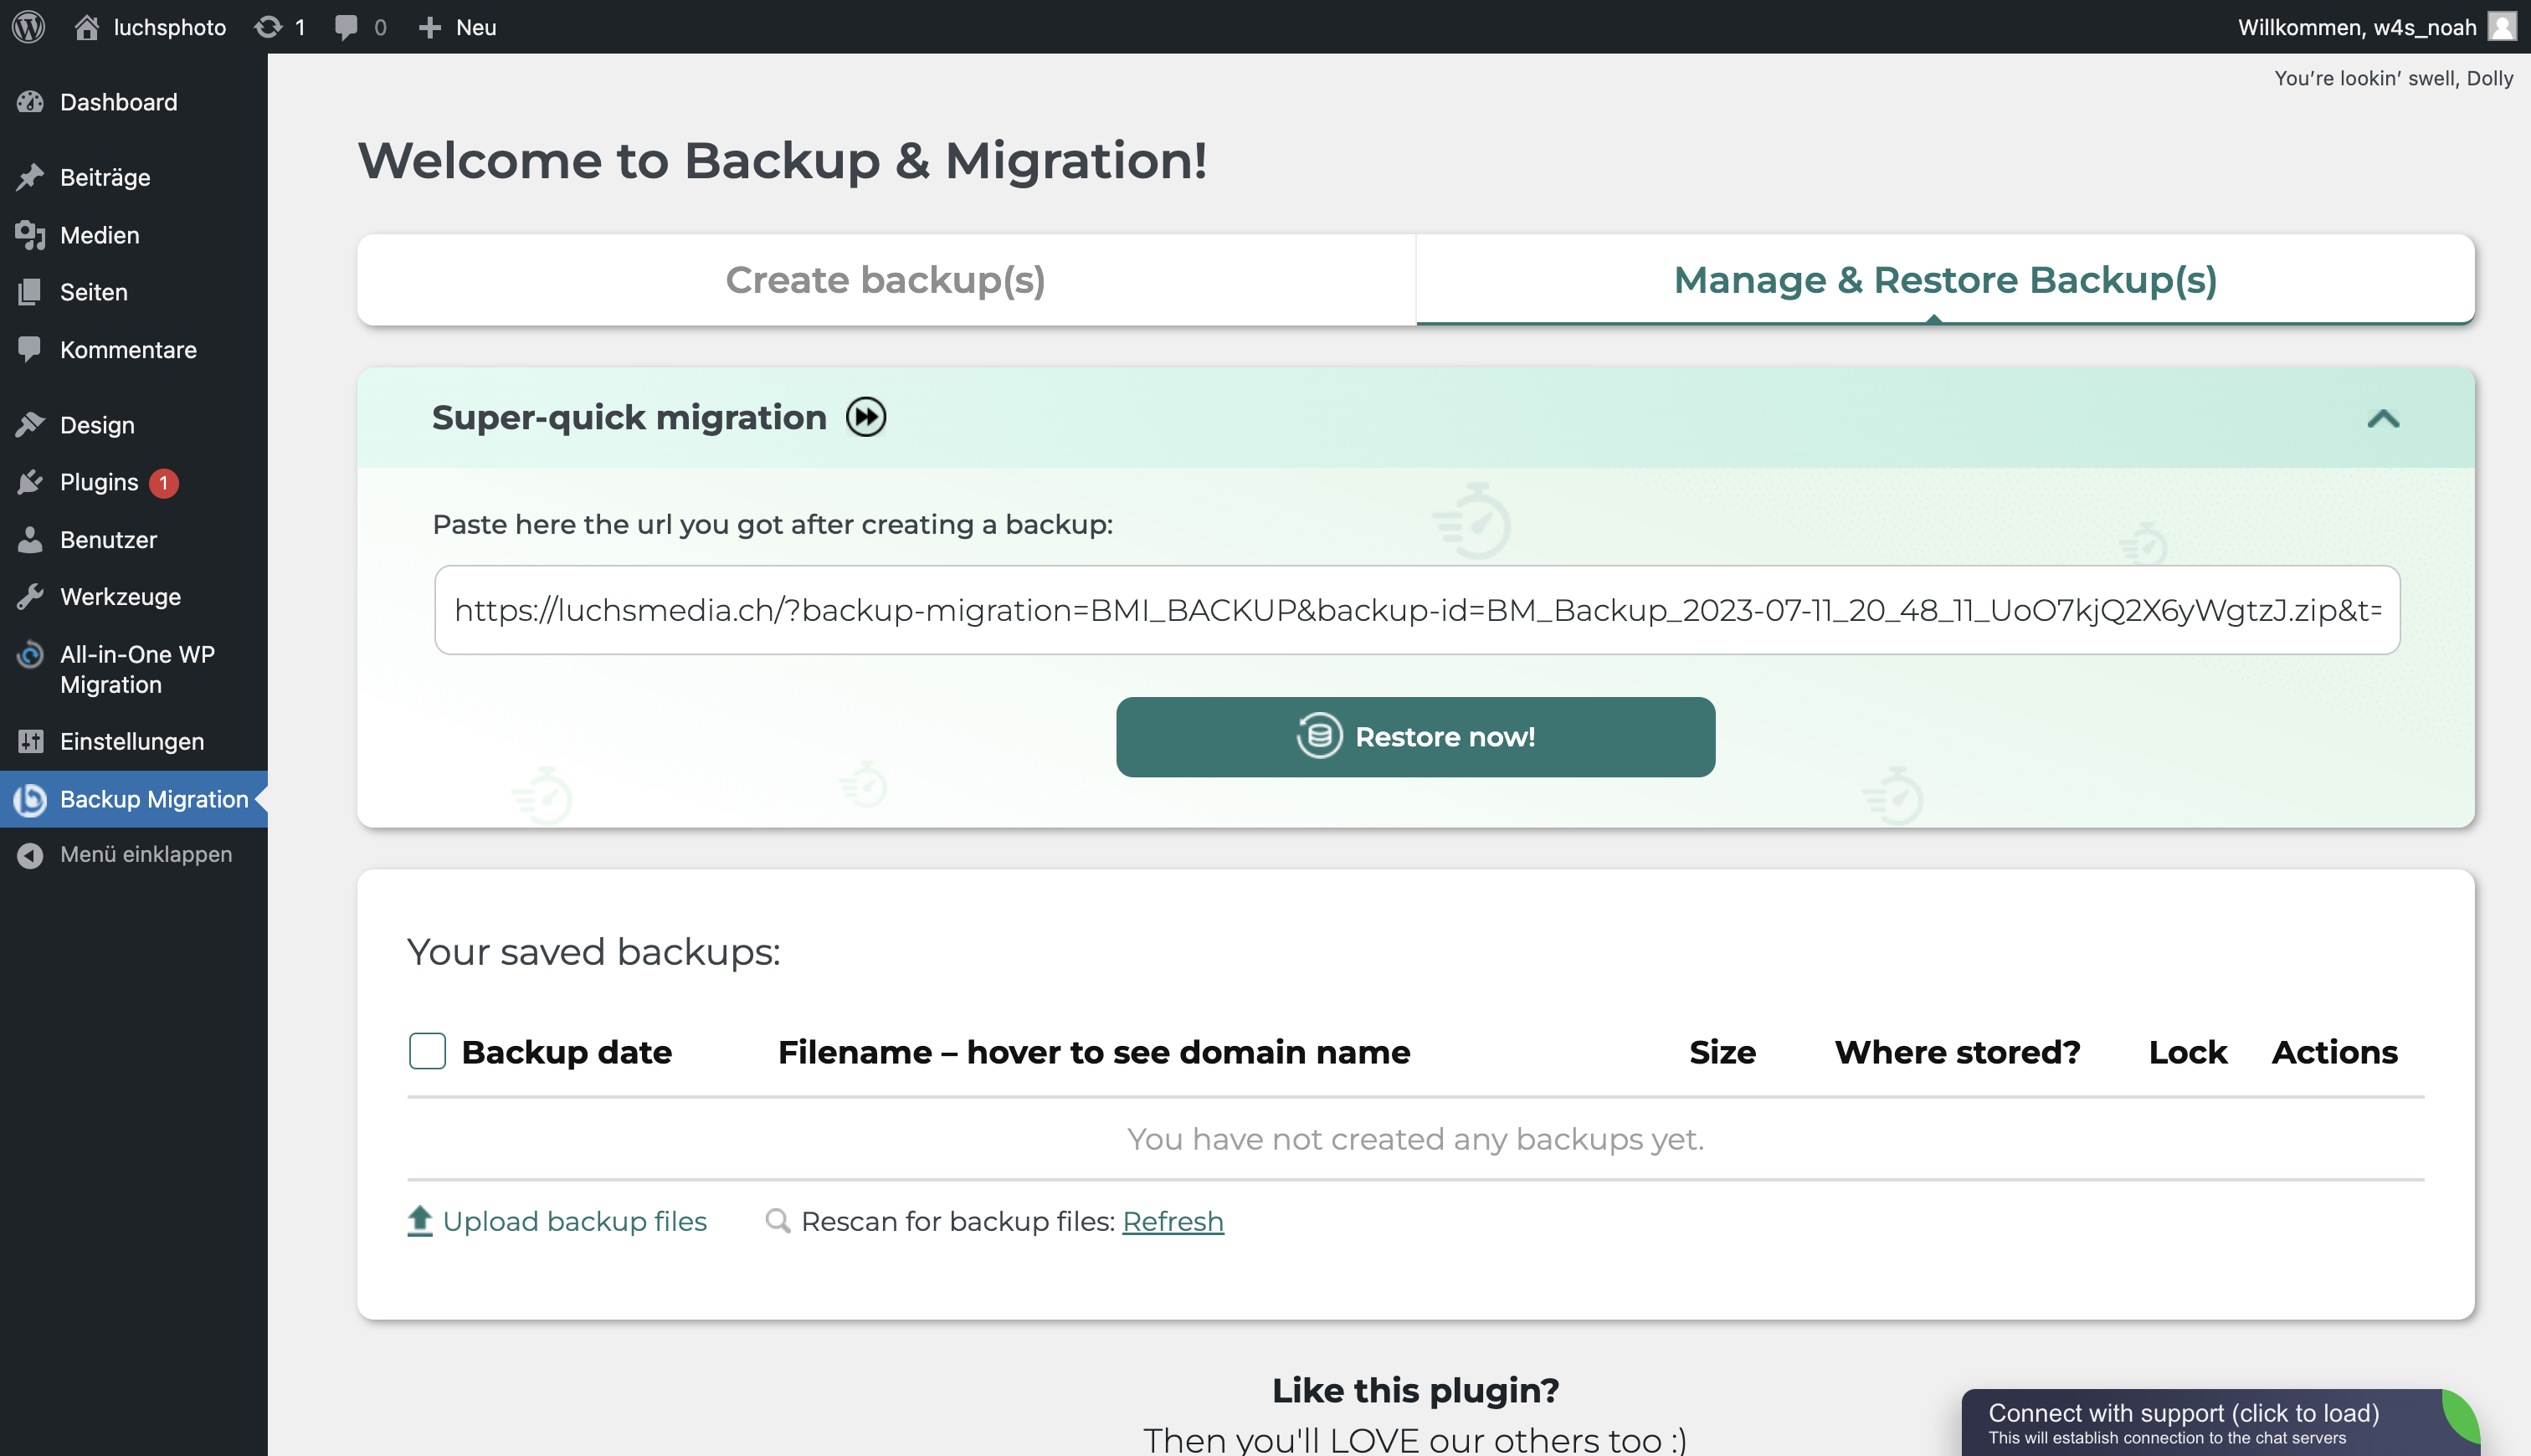 luchsphoto 1 0 Neu Willkommen, w4s_noah
You’re lookin’ swell, Dolly
Dashboard
Beiträge
Medien
Seiten
Kommentare
Design
Plugins 1
Benutzer
Werkzeuge
All-in-One WP
Migration
Einstellungen
Backup Migration
Menü einklappen
Welcome to Backup & Migration!
Create backup(s) Manage & Restore Backup(s)
Super-quick migration
Paste here the url you got after creating a backup:
https://luchsmedia.ch/?backup-migration=BMI_BACKUP&backup-id=BM_Backup_2023-07-11_20_48_11_UoO7kjQ2X6yWgtzJ.zip&t=
Restore now!
Your saved backups:
Backup date Filename – hover to see domain name Size Where stored? Lock Actions
You have not created any backups yet.
Upload backup files Rescan for backup files: Refresh
Like this plugin?
Then you'll LOVE our others too :)
Connect with support (click to load)
This will establish connection to the chat servers